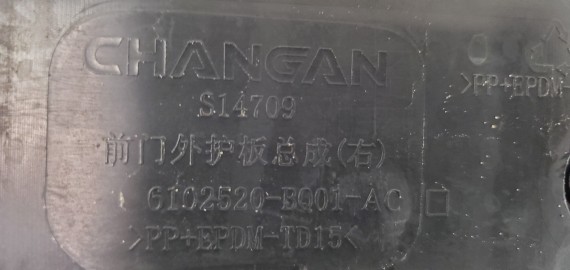 CHANGAN
S14709
前门外护板总成(右)
6102520-BQ01-AC
>PP+EPDM-TD15<
>PP+EPDM-